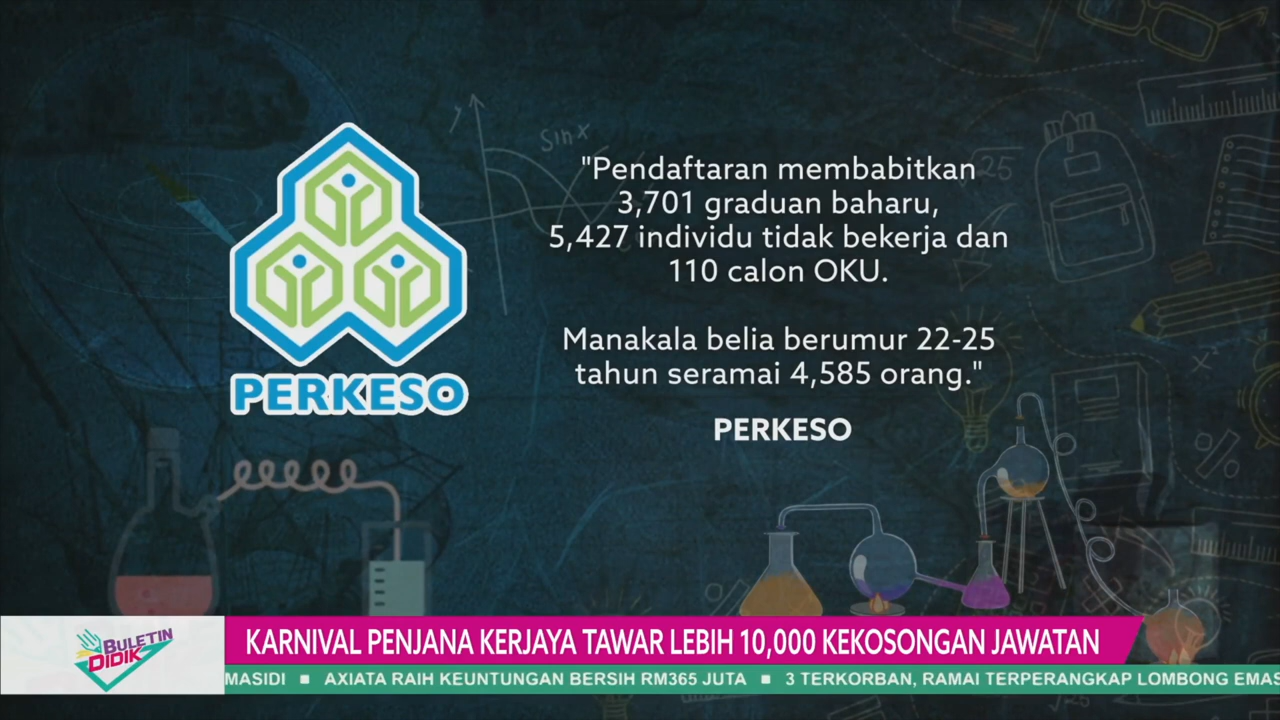 Sin x
"Pendaftaran membabitkan
3,701 graduan baharu,
5,427 individu tidak bekerja dan
110 calon OKU.
Manakala belia berumur 22-25
tahun seramai 4,585 orang."
PERKESO
PERKESO
BULETIN
DIDIK
KARNIVAL PENJANA KERJAYA TAWAR LEBIH 10,000 KEKOSONGAN JAWATAN
MASIDI ■ AXIATA RAIH KEUNTUNGAN BERSIH RM365 JUTA ■ 3 TERKORBAN, RAMAI TERPERANGKAP LOMBONG EMAS